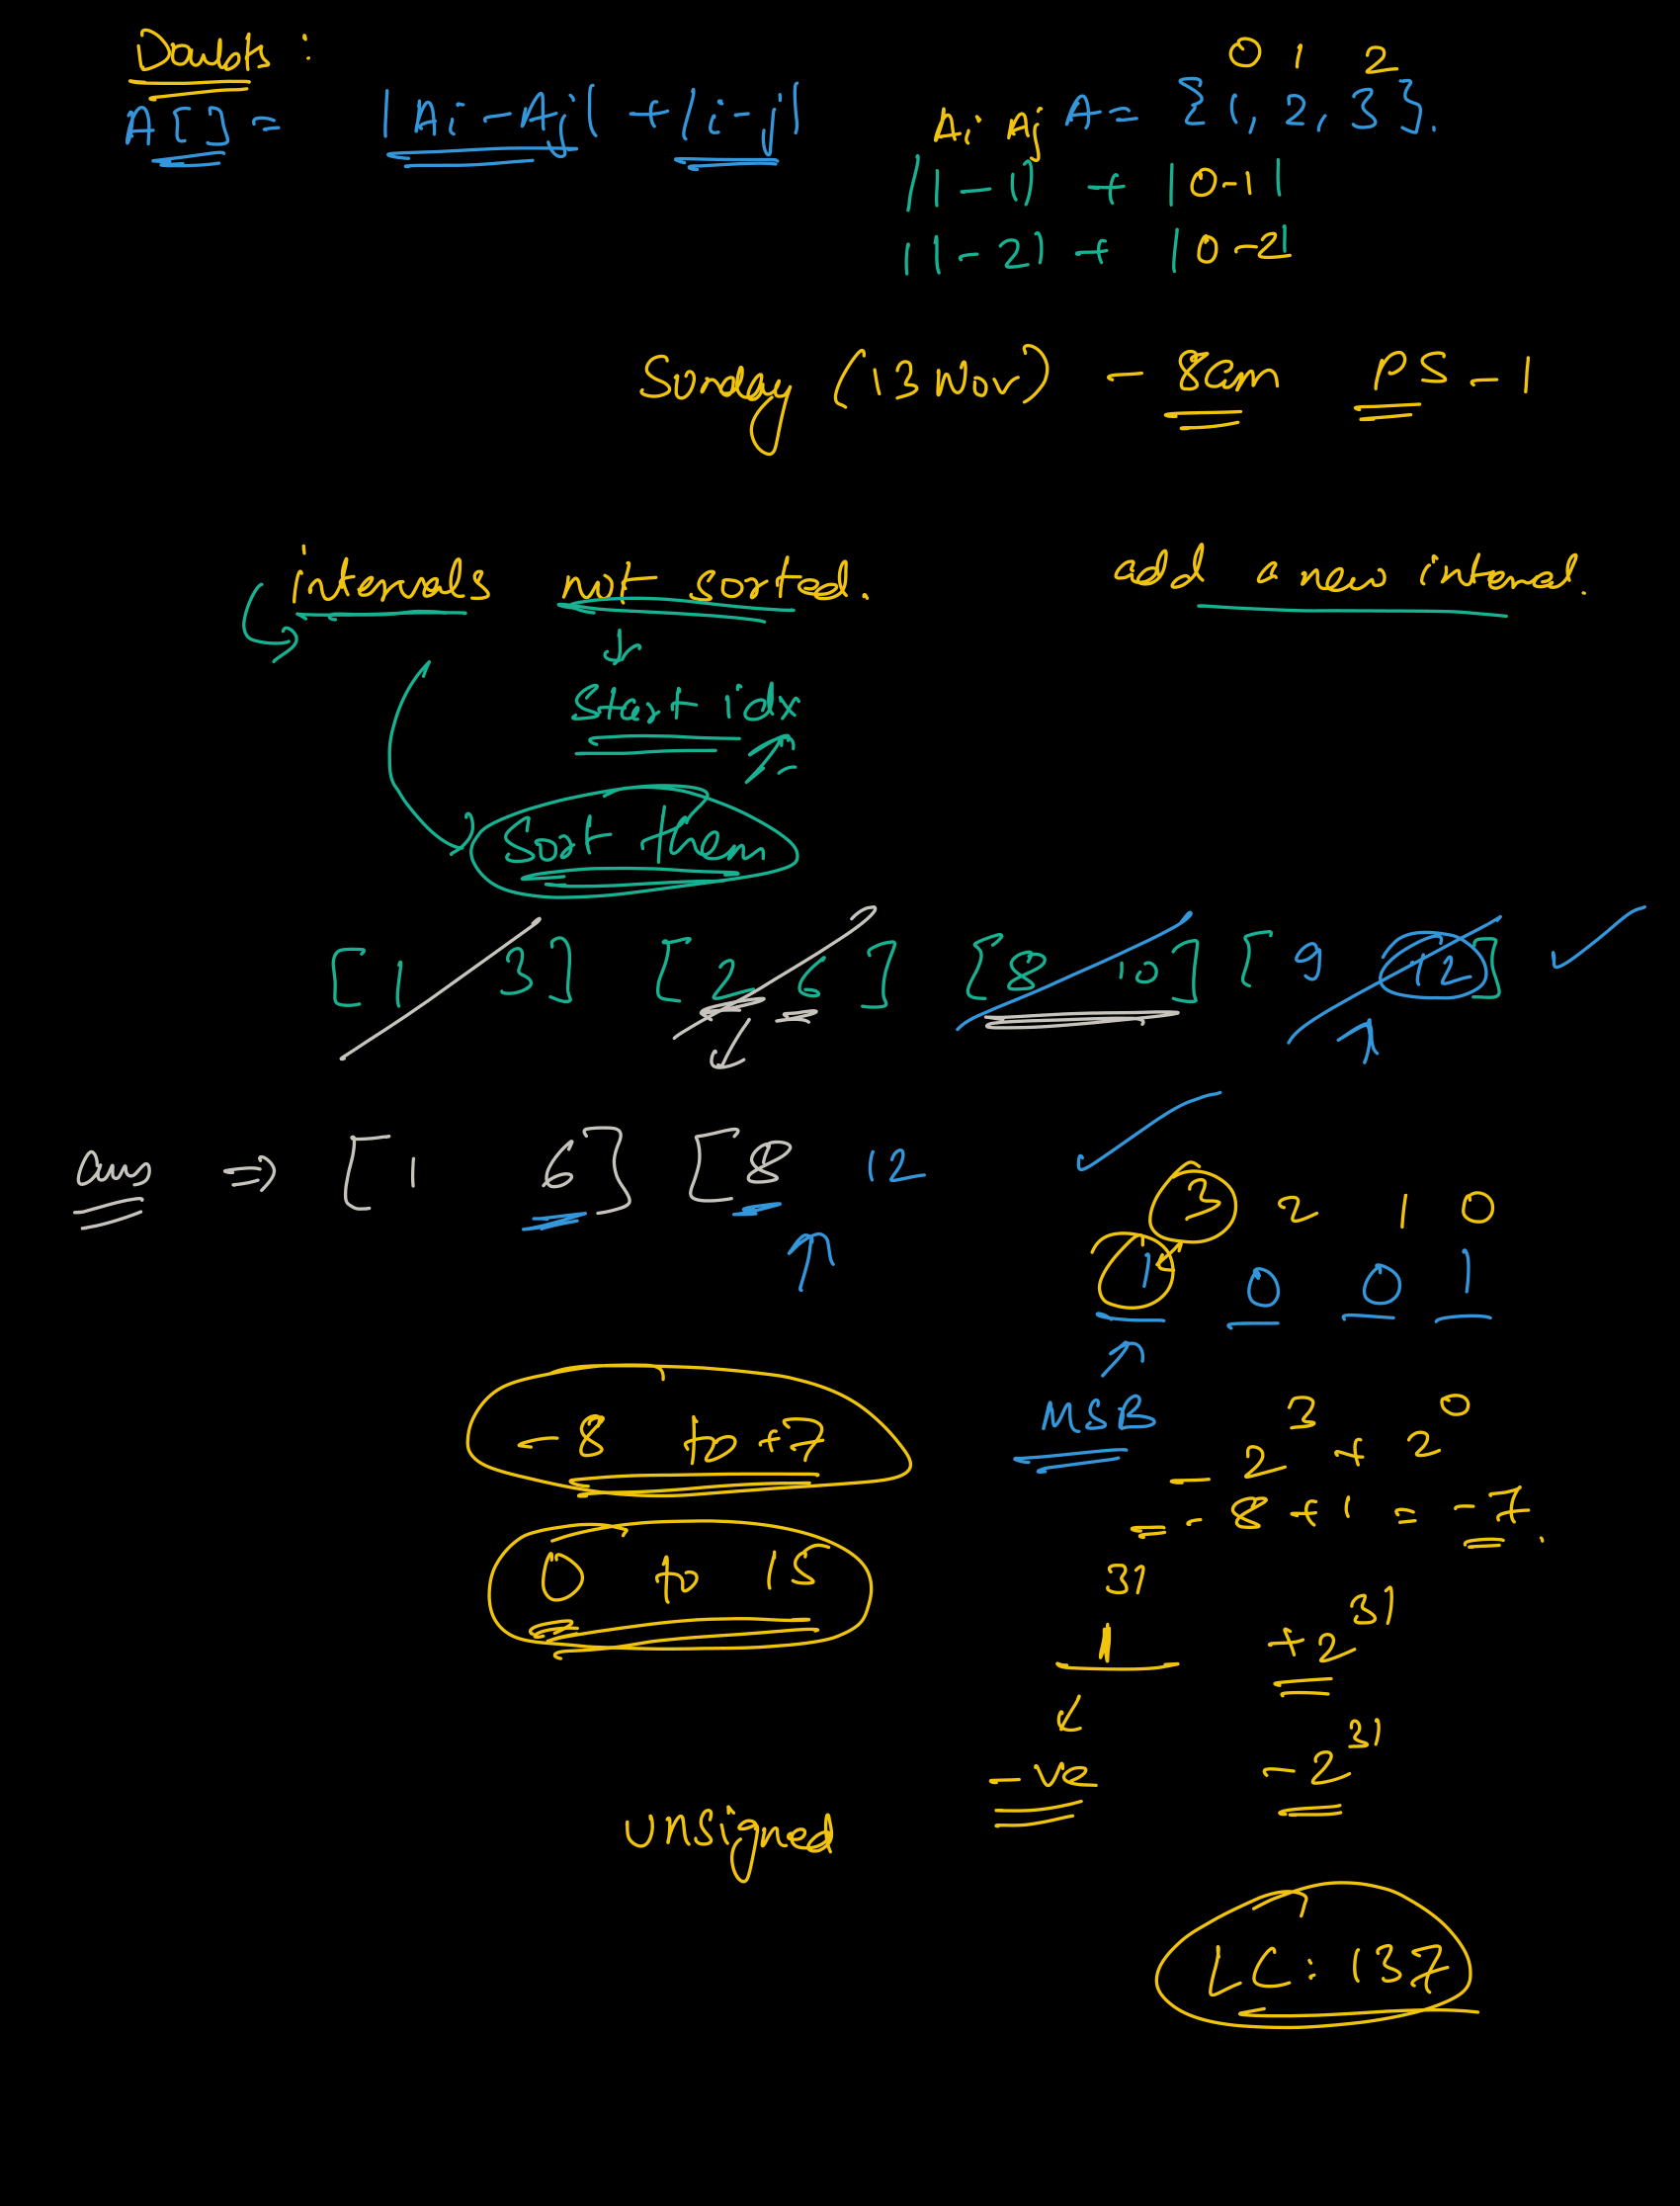 Doubts :
0 1 2
A[] = |Ai - Aj| + |i - j|
Ai Aj A = {1, 2, 3}.
|1 - 1| + |0 - 1|
|1 - 2| + |0 - 2|
Sunday (13 Nov) - 8am PS - 1
intervals not sorted. add a new interval.
start idx
sort them
[1 3] [2 6] [8 10] [9 12]
ans ⇒ [1 6] [8 12
3 2 1 0
1 0 0 1
MSB
-8 to +7
-2^3 + 2^0
= -8 + 1 = -7.
0 to 15
31
1 +2^31
-ve -2^31
unsigned
LC: 137